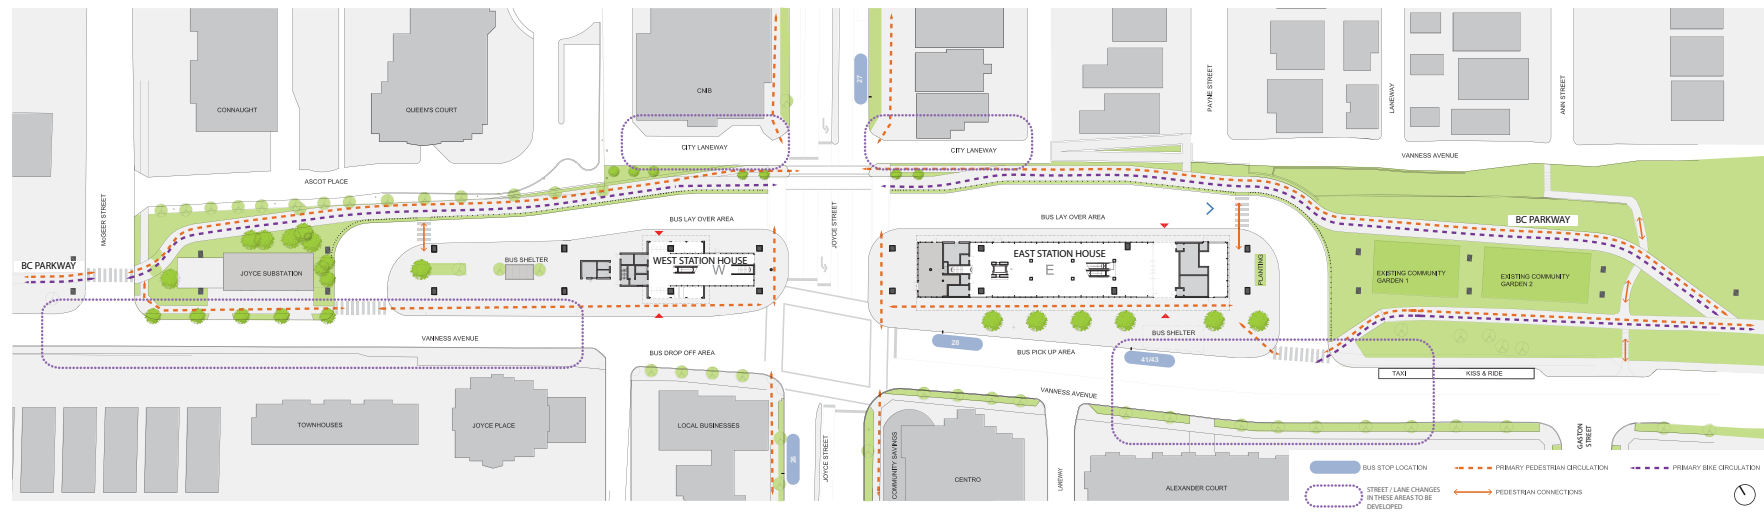 CONNAUGHT
QUEEN'S COURT
CNIB
27
PAYNE STREET
LANEWAY
ANN STREET
CITY LANEWAY
CITY LANEWAY
VANNESS AVENUE
ASCOT PLACE
McGEER STREET
BUS LAY OVER AREA
JOYCE STREET
BUS LAY OVER AREA
BC PARKWAY
BC PARKWAY
JOYCE SUBSTATION
BUS SHELTER
WEST STATION HOUSE
W
EAST STATION HOUSE
E
PLANTING
EXISTING COMMUNITY
GARDEN 1
EXISTING COMMUNITY
GARDEN 2
VANNESS AVENUE
BUS DROP OFF AREA
28
BUS PICK UP AREA
BUS SHELTER
41/43
TAXI
KISS & RIDE
VANNESS AVENUE
TOWNHOUSES
JOYCE PLACE
LOCAL BUSINESSES
26
JOYCE STREET
COMMUNITY SAVINGS
CENTRO
LANEWAY
ALEXANDER COURT
GASTON
STREET
BUS STOP LOCATION
PRIMARY PEDESTRIAN CIRCULATION
PRIMARY BIKE CIRCULATION
STREET / LANE CHANGES
IN THESE AREAS TO BE
DEVELOPED
PEDESTRIAN CONNECTIONS